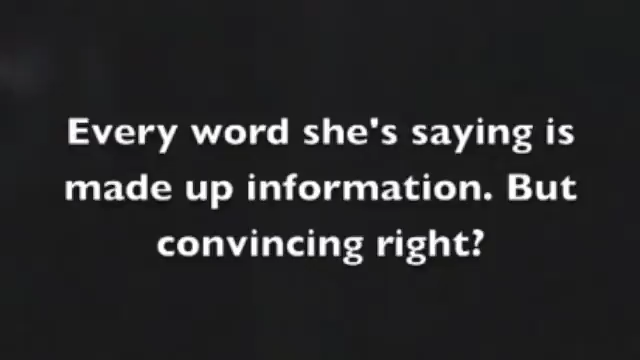 Every word she's saying is
made up information. But
convincing right?